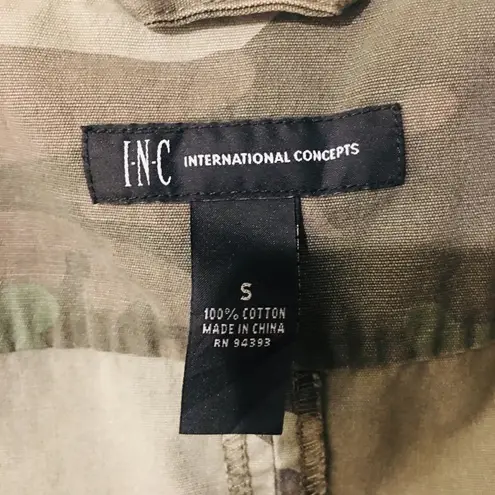 I·N·C INTERNATIONAL CONCEPTS
S
100% COTTON
MADE IN CHINA
RN 94393